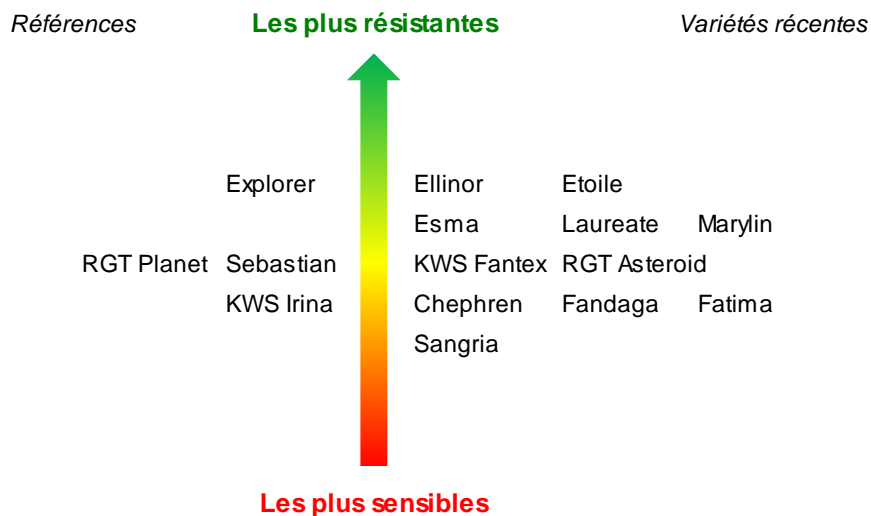 Références Les plus résistantes Variétés récentes
Explorer Ellinor Etoile
Esma Laureate Marylin
RGT Planet Sebastian KWS Fantex RGT Asteroid
KWS Irina Chephren Fandaga Fatima
Sangria
Les plus sensibles